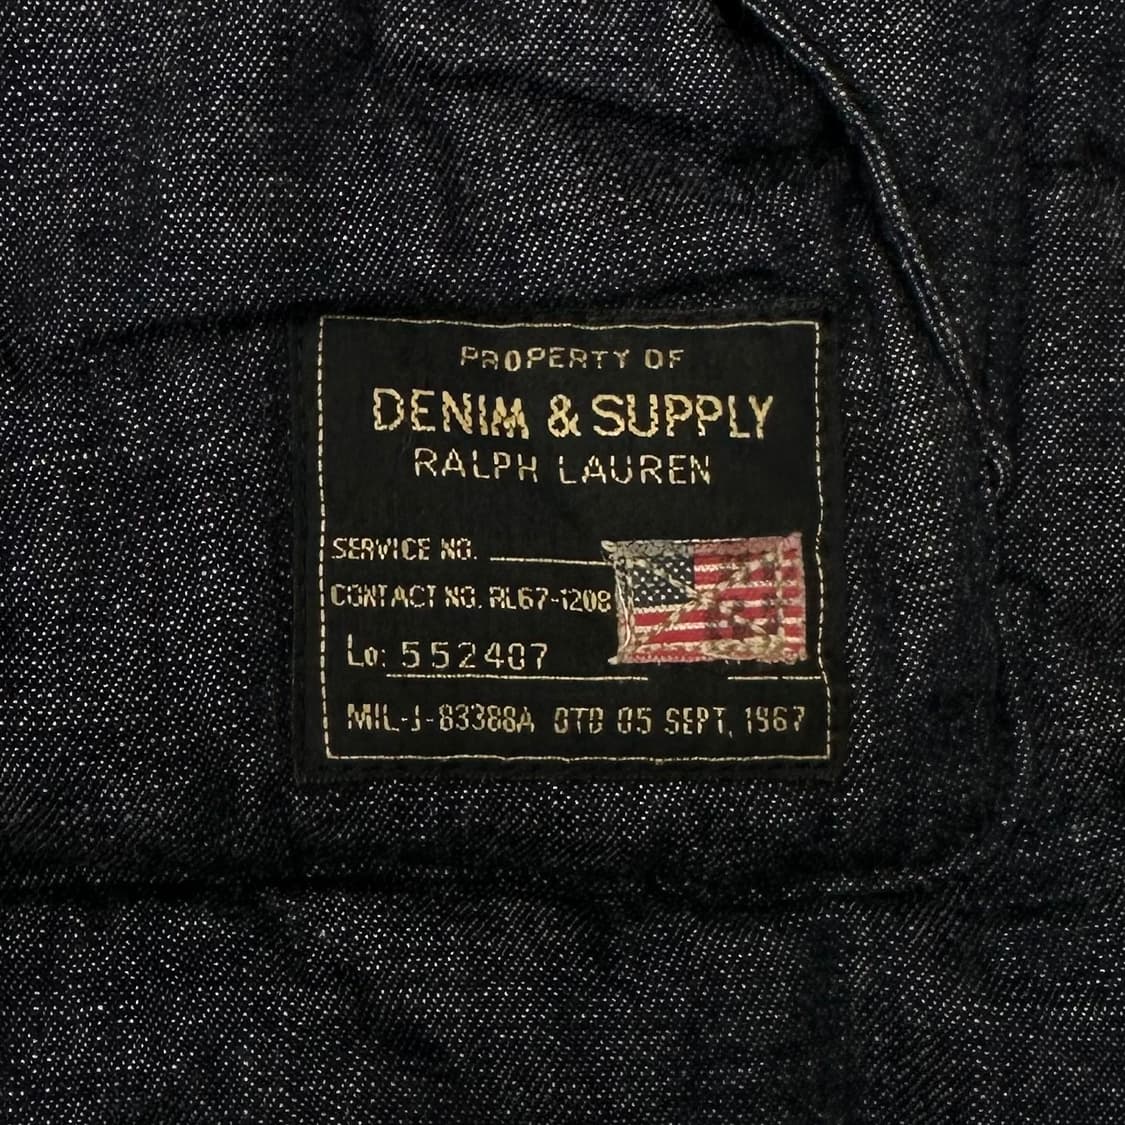 PROPERTY OF
DENIM & SUPPLY
RALPH LAUREN
SERVICE NO.
CONTACT NO. RL67-1208
Lo: 552407
MIL-J-83388A DTD 05 SEPT, 1967